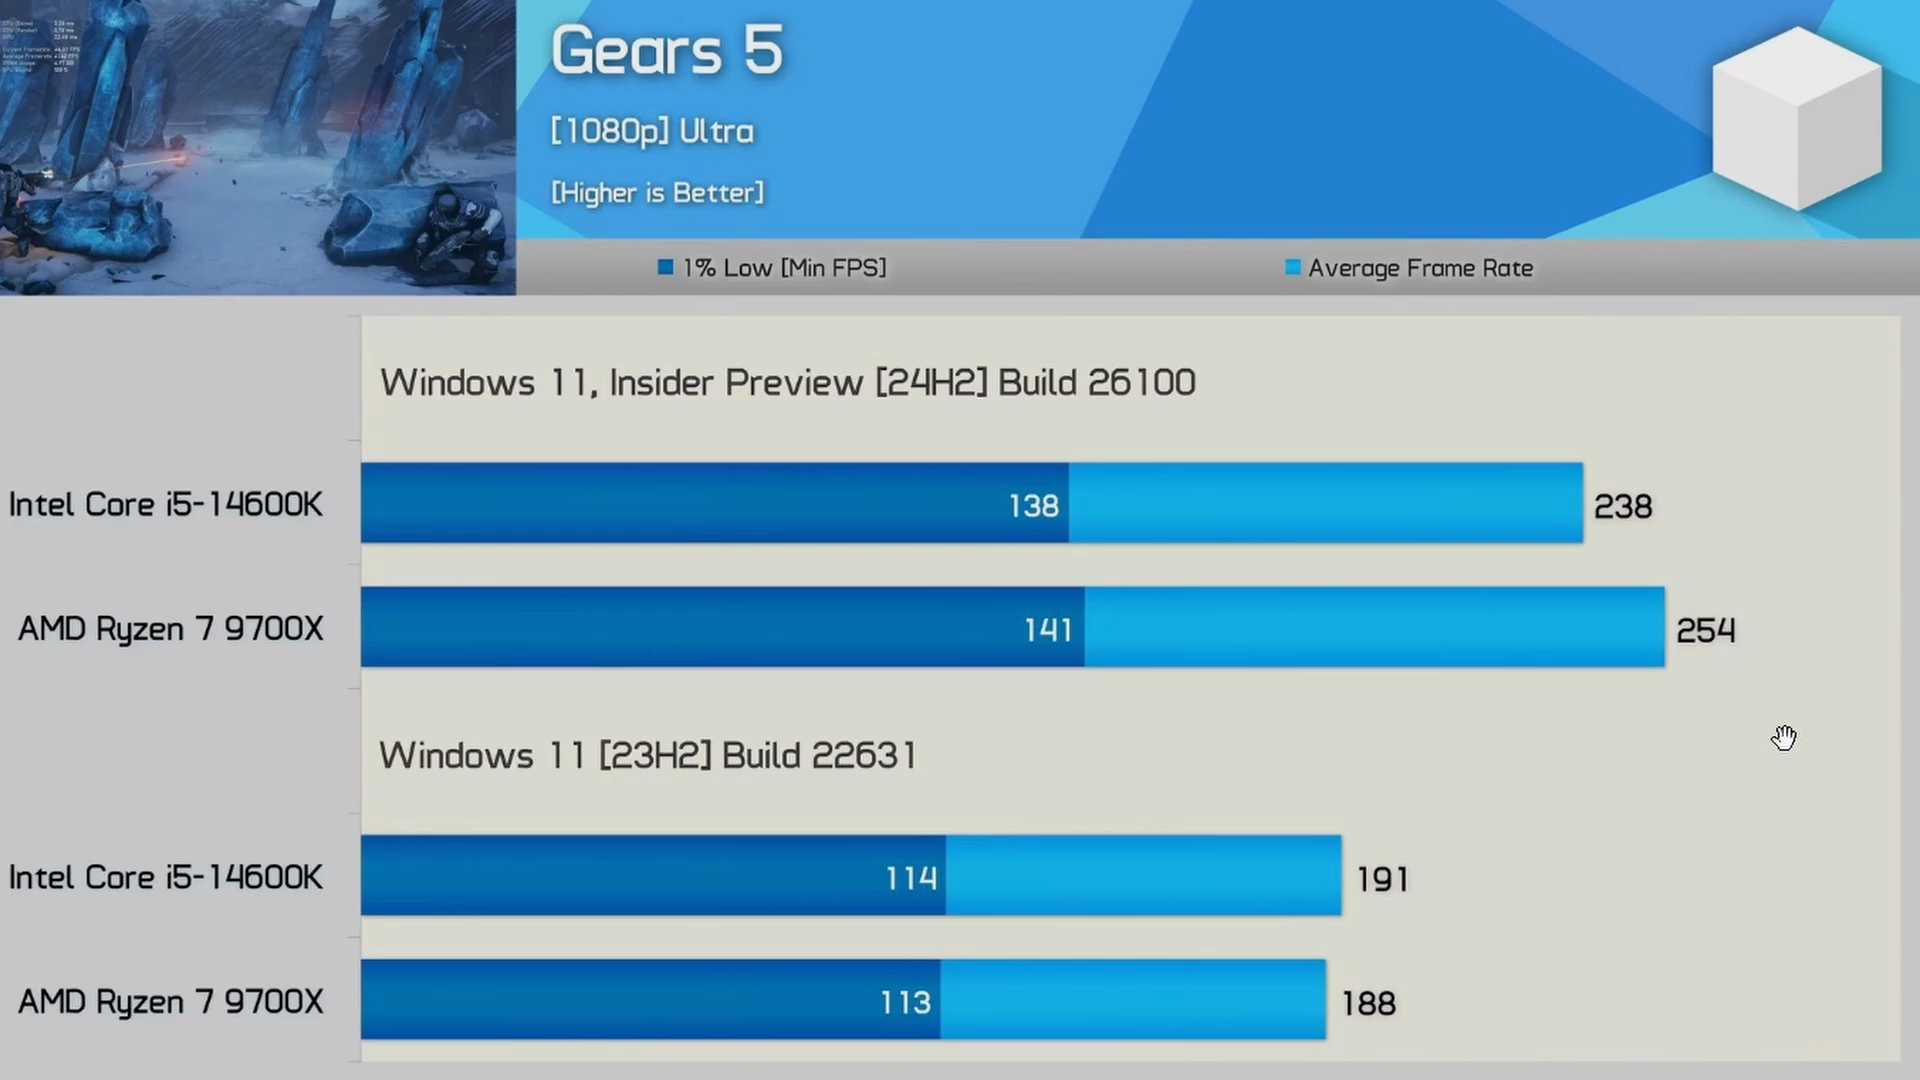 Gears 5
[1080p] Ultra
[Higher is Better]
1% Low [Min FPS]
Average Frame Rate
Windows 11, Insider Preview [24H2] Build 26100
Intel Core i5-14600K
138
238
AMD Ryzen 7 9700X
141
254
Windows 11 [23H2] Build 22631
Intel Core i5-14600K
114
191
AMD Ryzen 7 9700X
113
188